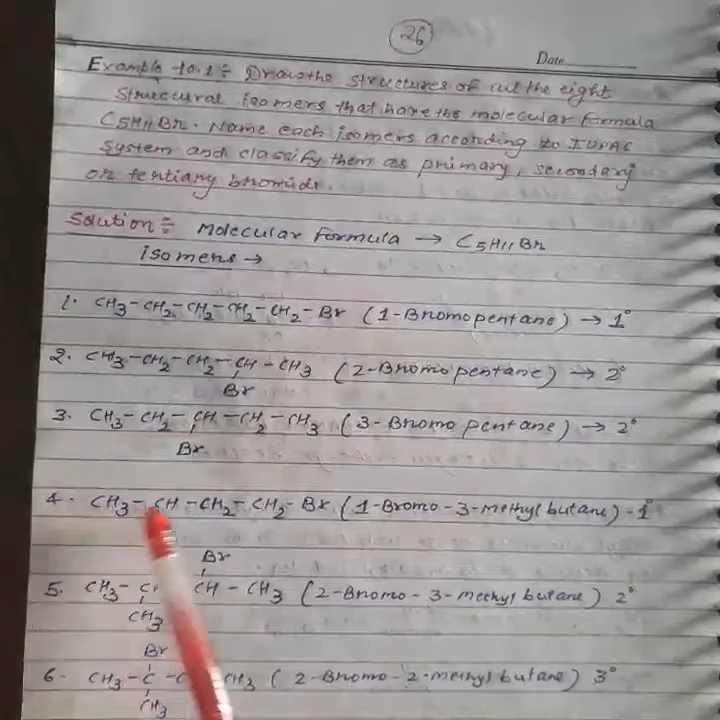 26
Date
Example 10.1÷ Draw the structures of all the eight
Structural isomers that have the molecular formula
C5H11Br. Name each isomers according to IUPAC
System and classify them as primary, secondary
or tertiary bromide.
Solution÷ Molecular formula → C5H11Br
isomers →
1. CH3-CH2-CH2-CH2-CH2-Br (1-Bromopentane) → 1°
2. CH3-CH2-CH2-CH-CH3 (2-Bromopentane) → 2°
Br
3. CH3-CH2-CH-CH2-CH3 (3-Bromo pentane) → 2°
Br
4. CH3-CH-CH2-CH2-Br (1-Bromo-3-methyl butane) - 1°
Br
5. CH3- CH - CH3 (2-Bromo-3-methyl butane) 2°
CH3
Br
6. CH3-C- CH3 (2-Bromo-2-methyl butane) 3°
CH3